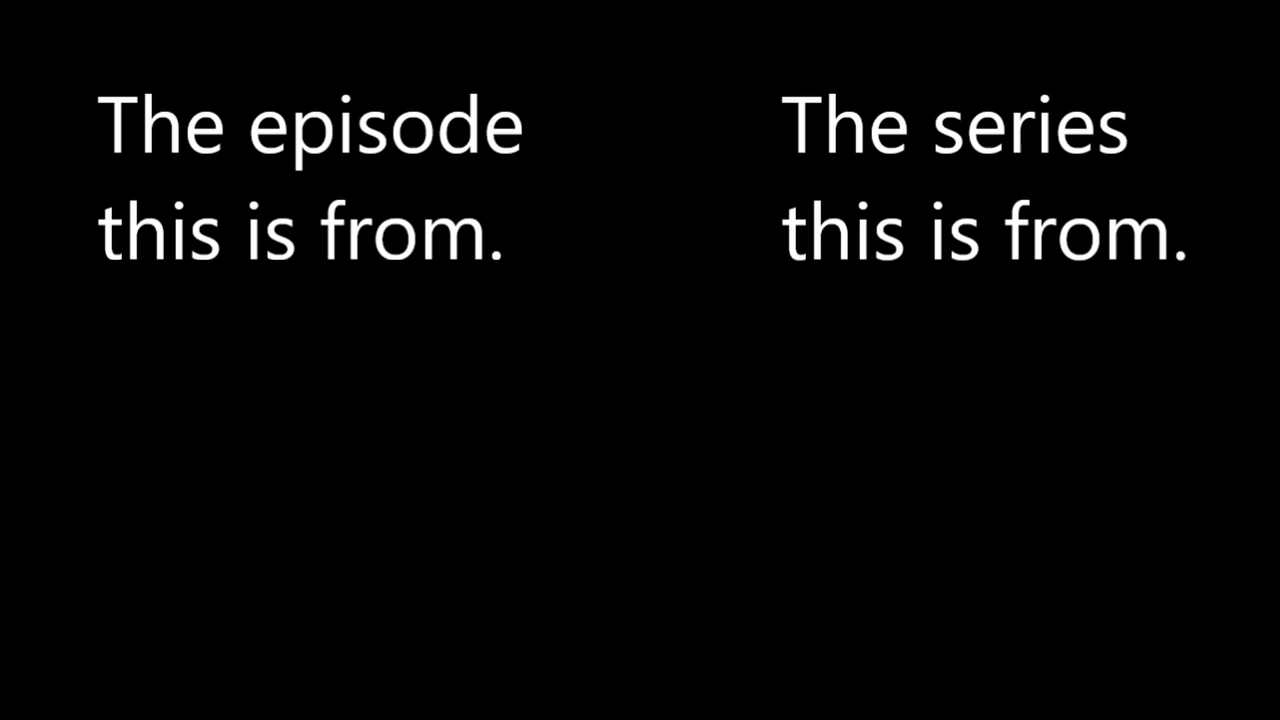 The episode
this is from.
The series
this is from.